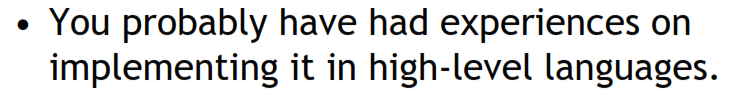 • You probably have had experiences on
implementing it in high-level languages.